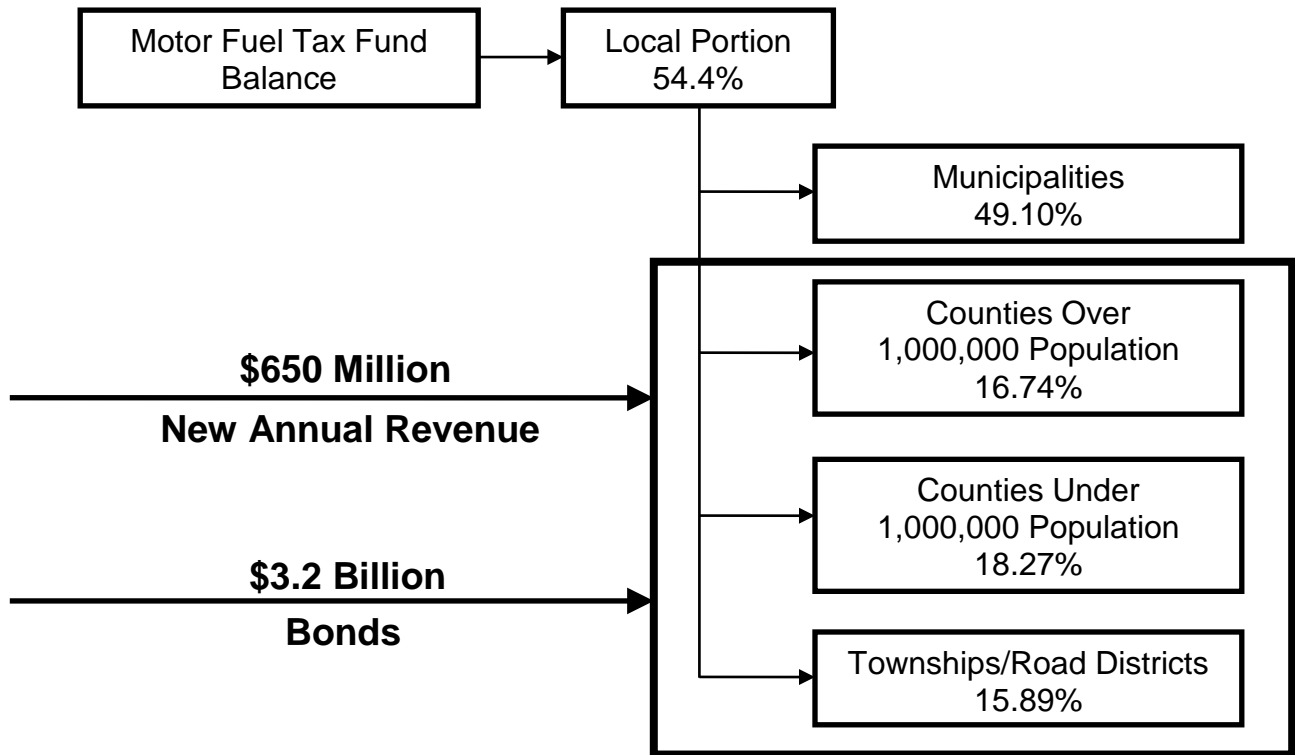 Motor Fuel Tax Fund
Balance
Local Portion
54.4%
Municipalities
49.10%
Counties Over
1,000,000 Population
16.74%
$650 Million
New Annual Revenue
Counties Under
1,000,000 Population
18.27%
$3.2 Billion
Bonds
Townships/Road Districts
15.89%